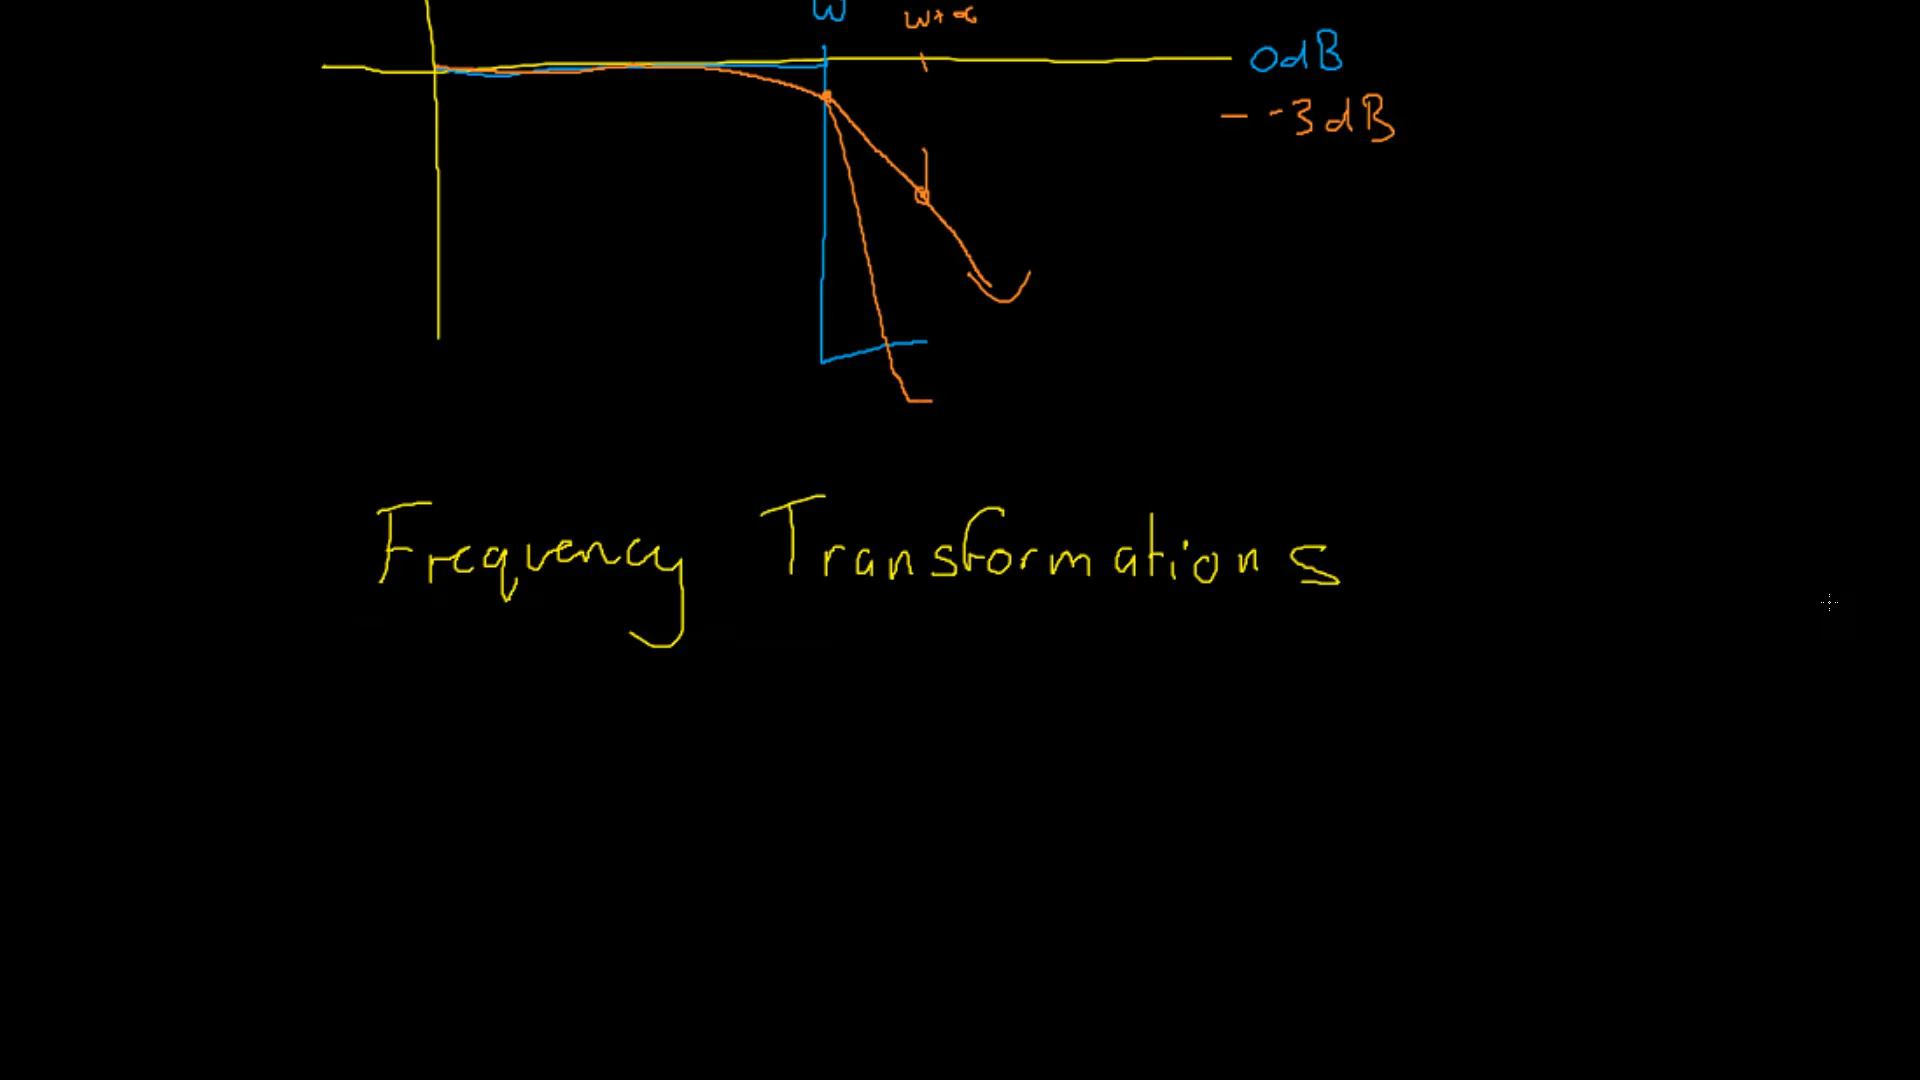 W
W+α
0dB
- -3dB
Frequency Transformations